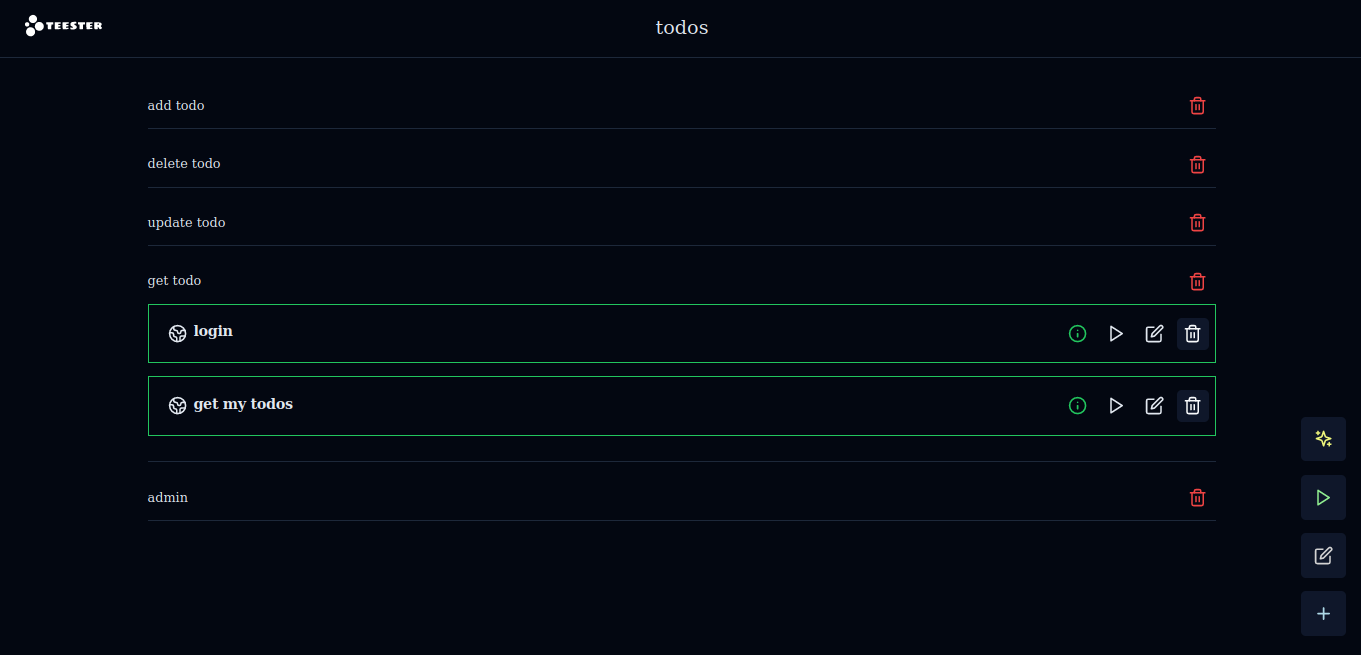 TEESTER
todos
add todo
delete todo
update todo
get todo
login
get my todos
admin